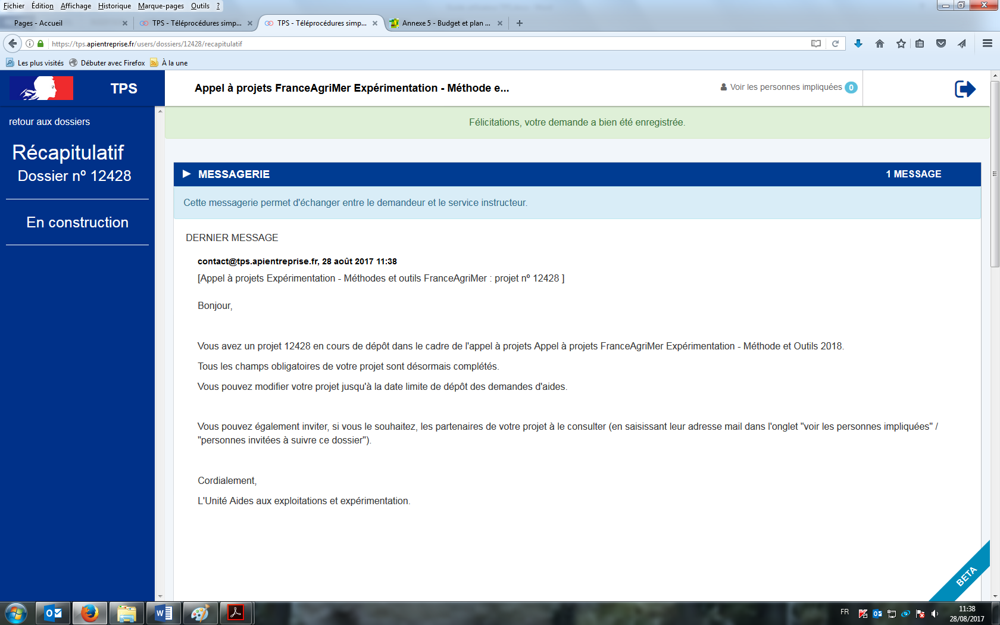 Fichier Édition Affichage Historique Marque-pages Outils ?
Pages - Accueil
TPS - Téléprocédures simp...
TPS - Téléprocédures simp...
Annexe 5 - Budget et plan ...
https://tps.apientreprise.fr/users/dossiers/12428/recapitulatif
Les plus visités Débuter avec Firefox À la une
TPS
Appel à projets FranceAgriMer Expérimentation - Méthode e...
Voir les personnes impliquées 0
retour aux dossiers
Récapitulatif
Dossier nº 12428
En construction
Félicitations, votre demande a bien été enregistrée.
MESSAGERIE
1 MESSAGE
Cette messagerie permet d'échanger entre le demandeur et le service instructeur.
DERNIER MESSAGE
contact@tps.apientreprise.fr, 28 août 2017 11:38
[Appel à projets Expérimentation - Méthodes et outils FranceAgriMer : projet nº 12428 ]
Bonjour,
Vous avez un projet 12428 en cours de dépôt dans le cadre de l'appel à projets Appel à projets FranceAgriMer Expérimentation - Méthode et Outils 2018.
Tous les champs obligatoires de votre projet sont désormais complétés.
Vous pouvez modifier votre projet jusqu'à la date limite de dépôt des demandes d'aides.
Vous pouvez également inviter, si vous le souhaitez, les partenaires de votre projet à le consulter (en saisissant leur adresse mail dans l'onglet "voir les personnes impliquées" /
"personnes invitées à suivre ce dossier").
Cordialement,
L'Unité Aides aux exploitations et expérimentation.
BETA
FR
11:38
28/08/2017